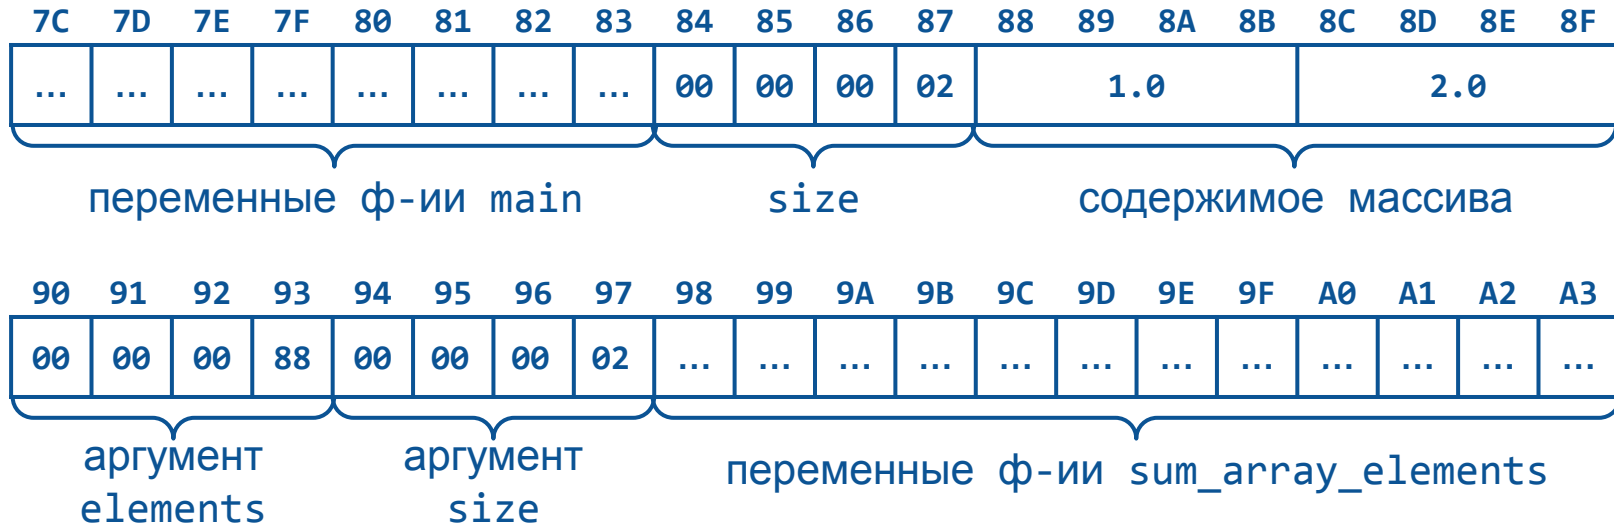 7C 7D 7E 7F 80 81 82 83 84 85 86 87 88 89 8A 8B 8C 8D 8E 8F
... ... ... ... ... ... ... ... 00 00 00 02 1.0 2.0
переменные ф-ии main size содержимое массива
90 91 92 93 94 95 96 97 98 99 9A 9B 9C 9D 9E 9F A0 A1 A2 A3
00 00 00 88 00 00 00 02 ... ... ... ... ... ... ... ... ... ... ... ...
аргумент аргумент переменные ф-ии sum_array_elements
elements size